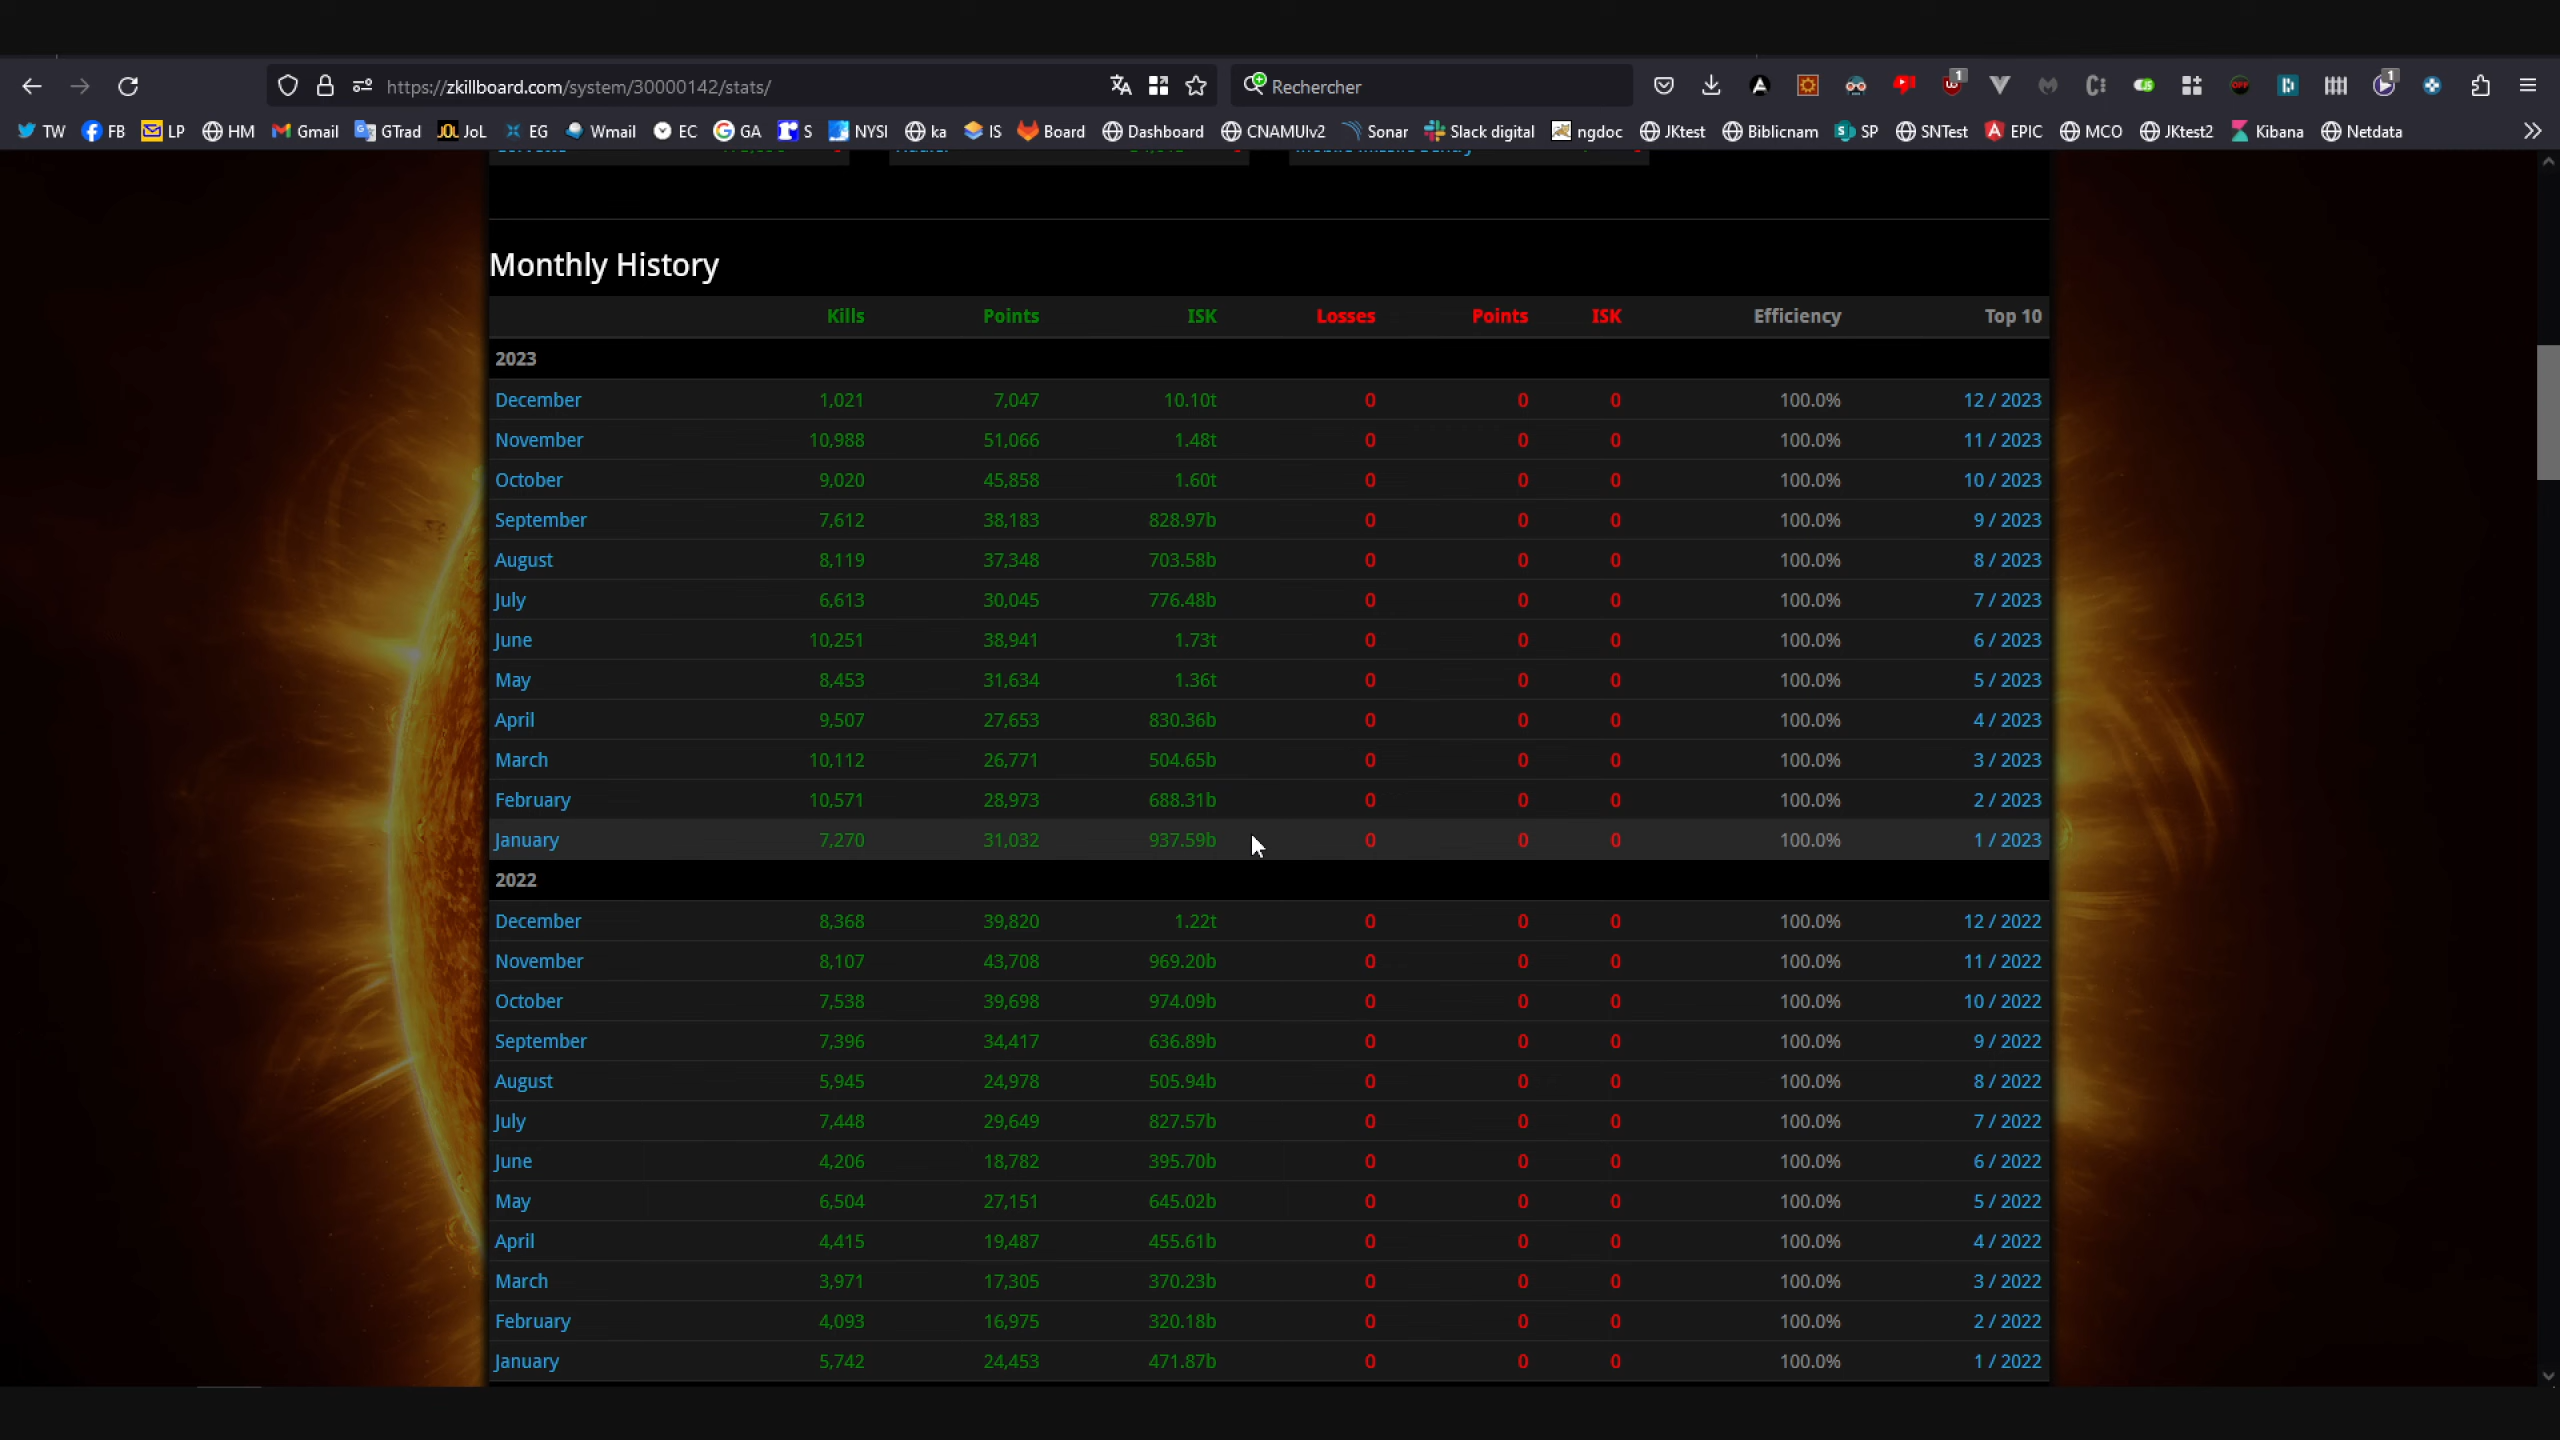 https://zkillboard.com/system/30000142/stats/ Rechercher 1 OFF 1
TW FB LP HM Gmail GTrad JoL EG Wmail EC GA S NYSI ka IS Board Dashboard CNAMUIv2 Sonar Slack digital ngdoc JKtest Biblicnam SP SNTest EPIC MCO JKtest2 Kibana Netdata
Monthly History
Kills Points ISK Losses Points ISK Efficiency Top 10
2023
December 1,021 7,047 10.10t 0 0 0 100.0% 12 / 2023
November 10,988 51,066 1.48t 0 0 0 100.0% 11 / 2023
October 9,020 45,858 1.60t 0 0 0 100.0% 10 / 2023
September 7,612 38,183 828.97b 0 0 0 100.0% 9 / 2023
August 8,119 37,348 703.58b 0 0 0 100.0% 8 / 2023
July 6,613 30,045 776.48b 0 0 0 100.0% 7 / 2023
June 10,251 38,941 1.73t 0 0 0 100.0% 6 / 2023
May 8,453 31,634 1.36t 0 0 0 100.0% 5 / 2023
April 9,507 27,653 830.36b 0 0 0 100.0% 4 / 2023
March 10,112 26,771 504.65b 0 0 0 100.0% 3 / 2023
February 10,571 28,973 688.31b 0 0 0 100.0% 2 / 2023
January 7,270 31,032 937.59b 0 0 0 100.0% 1 / 2023
2022
December 8,368 39,820 1.22t 0 0 0 100.0% 12 / 2022
November 8,107 43,708 969.20b 0 0 0 100.0% 11 / 2022
October 7,538 39,698 974.09b 0 0 0 100.0% 10 / 2022
September 7,396 34,417 636.89b 0 0 0 100.0% 9 / 2022
August 5,945 24,978 505.94b 0 0 0 100.0% 8 / 2022
July 7,448 29,649 827.57b 0 0 0 100.0% 7 / 2022
June 4,206 18,782 395.70b 0 0 0 100.0% 6 / 2022
May 6,504 27,151 645.02b 0 0 0 100.0% 5 / 2022
April 4,415 19,487 455.61b 0 0 0 100.0% 4 / 2022
March 3,971 17,305 370.23b 0 0 0 100.0% 3 / 2022
February 4,093 16,975 320.18b 0 0 0 100.0% 2 / 2022
January 5,742 24,453 471.87b 0 0 0 100.0% 1 / 2022